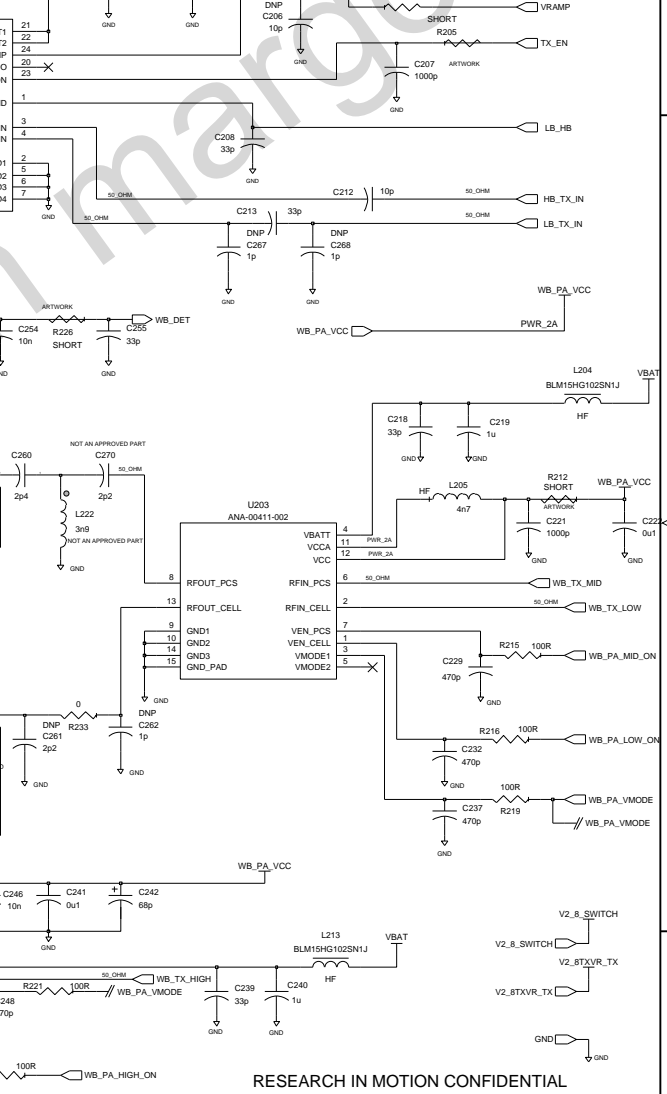 DNP
C206
10p
VRAMP
SHORT
R205
TX_EN
ARTWORK
GND
GND
GND
21
22
24
20
23
C207
1000p
GND
1
3
4
LB_HB
C208
33p
GND
2
5
6
7
GND
50_OHM
C212
10p
50_OHM
HB_TX_IN
50_OHM
C213
33p
50_OHM
LB_TX_IN
DNP
C267
1p
DNP
C268
1p
GND
GND
WB_PA_VCC
WB_PA_VCC
PWR_2A
ARTWORK
WB_DET
C254
10n
R226
SHORT
C255
33p
GND
L204
VBAT
BLM15HG102SN1J
HF
C218
33p
C219
1u
GND
GND
NOT AN APPROVED PART
C260
C270
50_OHM
2p4
2p2
L222
3n9
NOT AN APPROVED PART
GND
HF
L205
4n7
R212
SHORT
ARTWORK
WB_PA_VCC
C221
1000p
C222
0u1
GND
GND
U203
ANA-00411-002
VBATT
4
VCCA
11
PWR_2A
VCC
12
PWR_2A
8
RFOUT_PCS
RFIN_PCS
6
50_OHM
WB_TX_MID
13
RFOUT_CELL
RFIN_CELL
2
50_OHM
WB_TX_LOW
9
GND1
VEN_PCS
7
10
GND2
VEN_CELL
1
14
GND3
VMODE1
3
15
GND_PAD
VMODE2
5
GND
R215
100R
WB_PA_MID_ON
C229
470p
GND
0
R233
DNP
C261
2p2
GND
DNP
C262
1p
GND
R216
100R
WB_PA_LOW_ON
C232
470p
GND
100R
R219
WB_PA_VMODE
WB_PA_VMODE
C237
470p
GND
WB_PA_VCC
C246
10n
C241
0u1
+
C242
68p
GND
V2_8_SWITCH
V2_8_SWITCH
V2_8TXVR_TX
V2_8TXVR_TX
L213
VBAT
BLM15HG102SN1J
HF
50_OHM
WB_TX_HIGH
R221
100R
WB_PA_VMODE
C239
33p
C240
1u
GND
GND
GND
GND
100R
WB_PA_HIGH_ON
RESEARCH IN MOTION CONFIDENTIAL